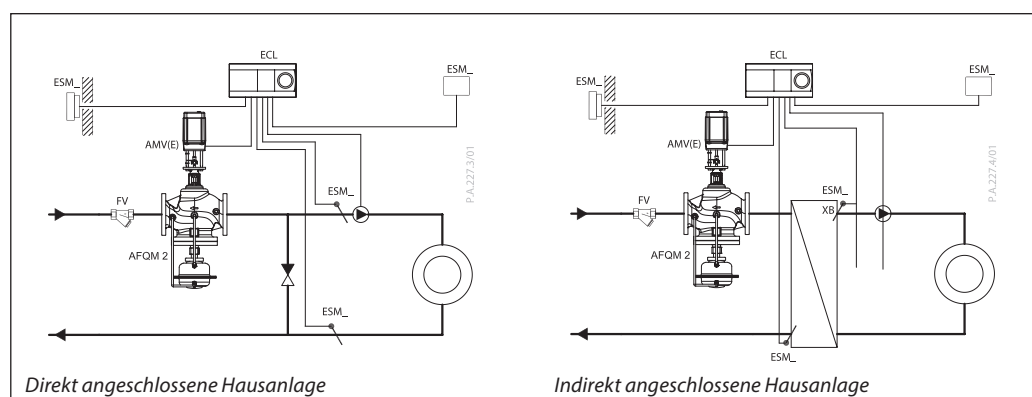 ECL
ESM_
ESM_
AMV(E)
ESM_
FV
AFQM 2
ESM_
P.A.227.3/01
Direkt angeschlossene Hausanlage
ECL
ESM_
ESM_
AMV(E)
ESM_
FV
XB
AFQM 2
ESM_
P.A.227.4/01
Indirekt angeschlossene Hausanlage